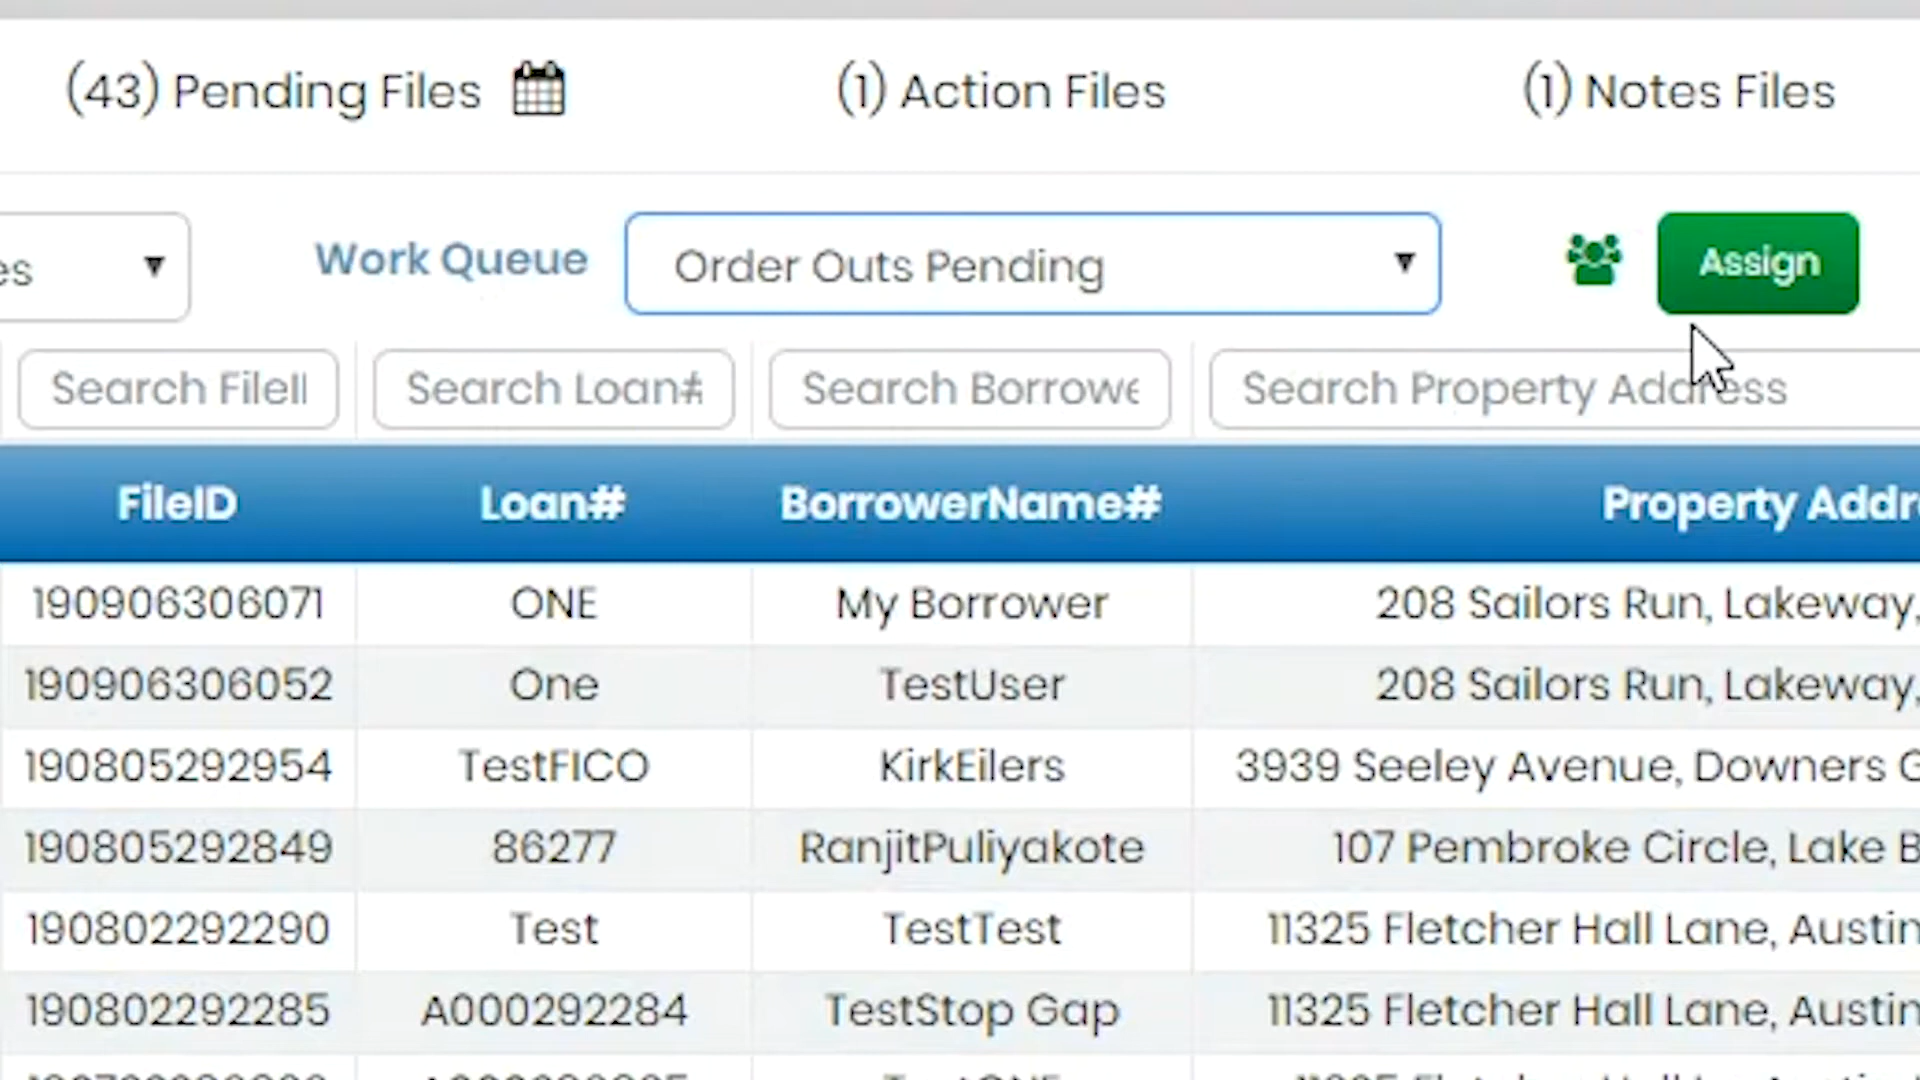 (43) Pending Files (1) Action Files (1) Notes Files
es Work Queue Order Outs Pending Assign
Search FileI Search Loan# Search Borrowe Search Property Address
FileID Loan# BorrowerName# Property Addr
190906306071 ONE My Borrower 208 Sailors Run, Lakeway,
190906306052 One TestUser 208 Sailors Run, Lakeway,
190805292954 TestFICO KirkEilers 3939 Seeley Avenue, Downers G
190805292849 86277 RanjitPuliyakote 107 Pembroke Circle, Lake B
190802292290 Test TestTest 11325 Fletcher Hall Lane, Austin
190802292285 A000292284 TestStop Gap 11325 Fletcher Hall Lane, Austin